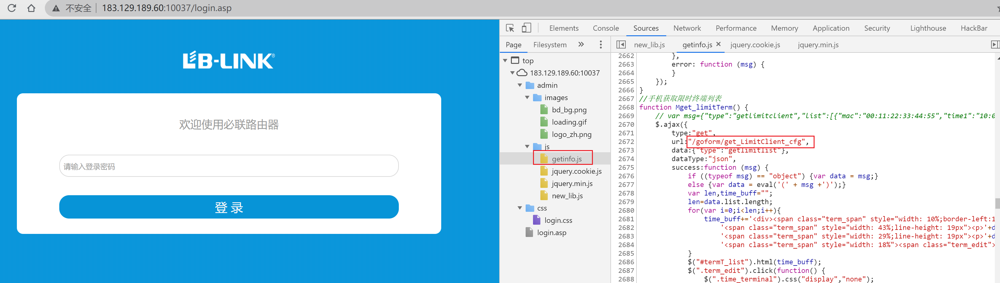 不安全 183.129.189.60:10037/login.asp
LB-LINK®
欢迎使用必联路由器
请输入登录密码
登 录
Elements Console Sources Network Performance Memory Application Security Lighthouse HackBar
Page Filesystem »
new_lib.js getinfo.js × jquery.cookie.js jquery.min.js
top
183.129.189.60:10037
admin
images
bd_bg.png
loading.gif
logo_zh.png
js
getinfo.js
jquery.cookie.js
jquery.min.js
new_lib.js
css
login.css
login.asp
2662 },
2663 error: function (msg) {
2664 }
2665 });
2666 }
2667 //手机获取限时终端列表
2668 function Mget_limitTerm() {
2669 // var msg={"type":"getlimitclient","list":[{"mac":"00:11:22:33:44:55","time1":"10:0
2670 $.ajax({
2671 type:"get",
2672 url:"/goform/get_LimitClient_cfg",
2673 data:{"type":"getlimitlist"},
2674 dataType:"json",
2675 success:function (msg) {
2676 if ((typeof msg) == "object") {var data = msg;}
2677 else {var data = eval('(' + msg +')');}
2678 var len,time_buff="";
2679 len=data.list.length;
2680 for(var i=0;i<len;i++){
2681 time_buff+='<div><span class="term_span" style="width: 10%;border-left:1
2682 '<span class="term_span" style="width: 43%;line-height: 19px"><p>'+d
2683 '<span class="term_span" style="width: 29%;line-height: 19px"><p>'+d
2684 '<span class="term_span" style="width: 18%"><span class="term_edit">
2685 }
2686 $("#termT_list").html(time_buff);
2687 $(".term_edit").click(function() {
2688 $(".time_terminal").css("display","none");